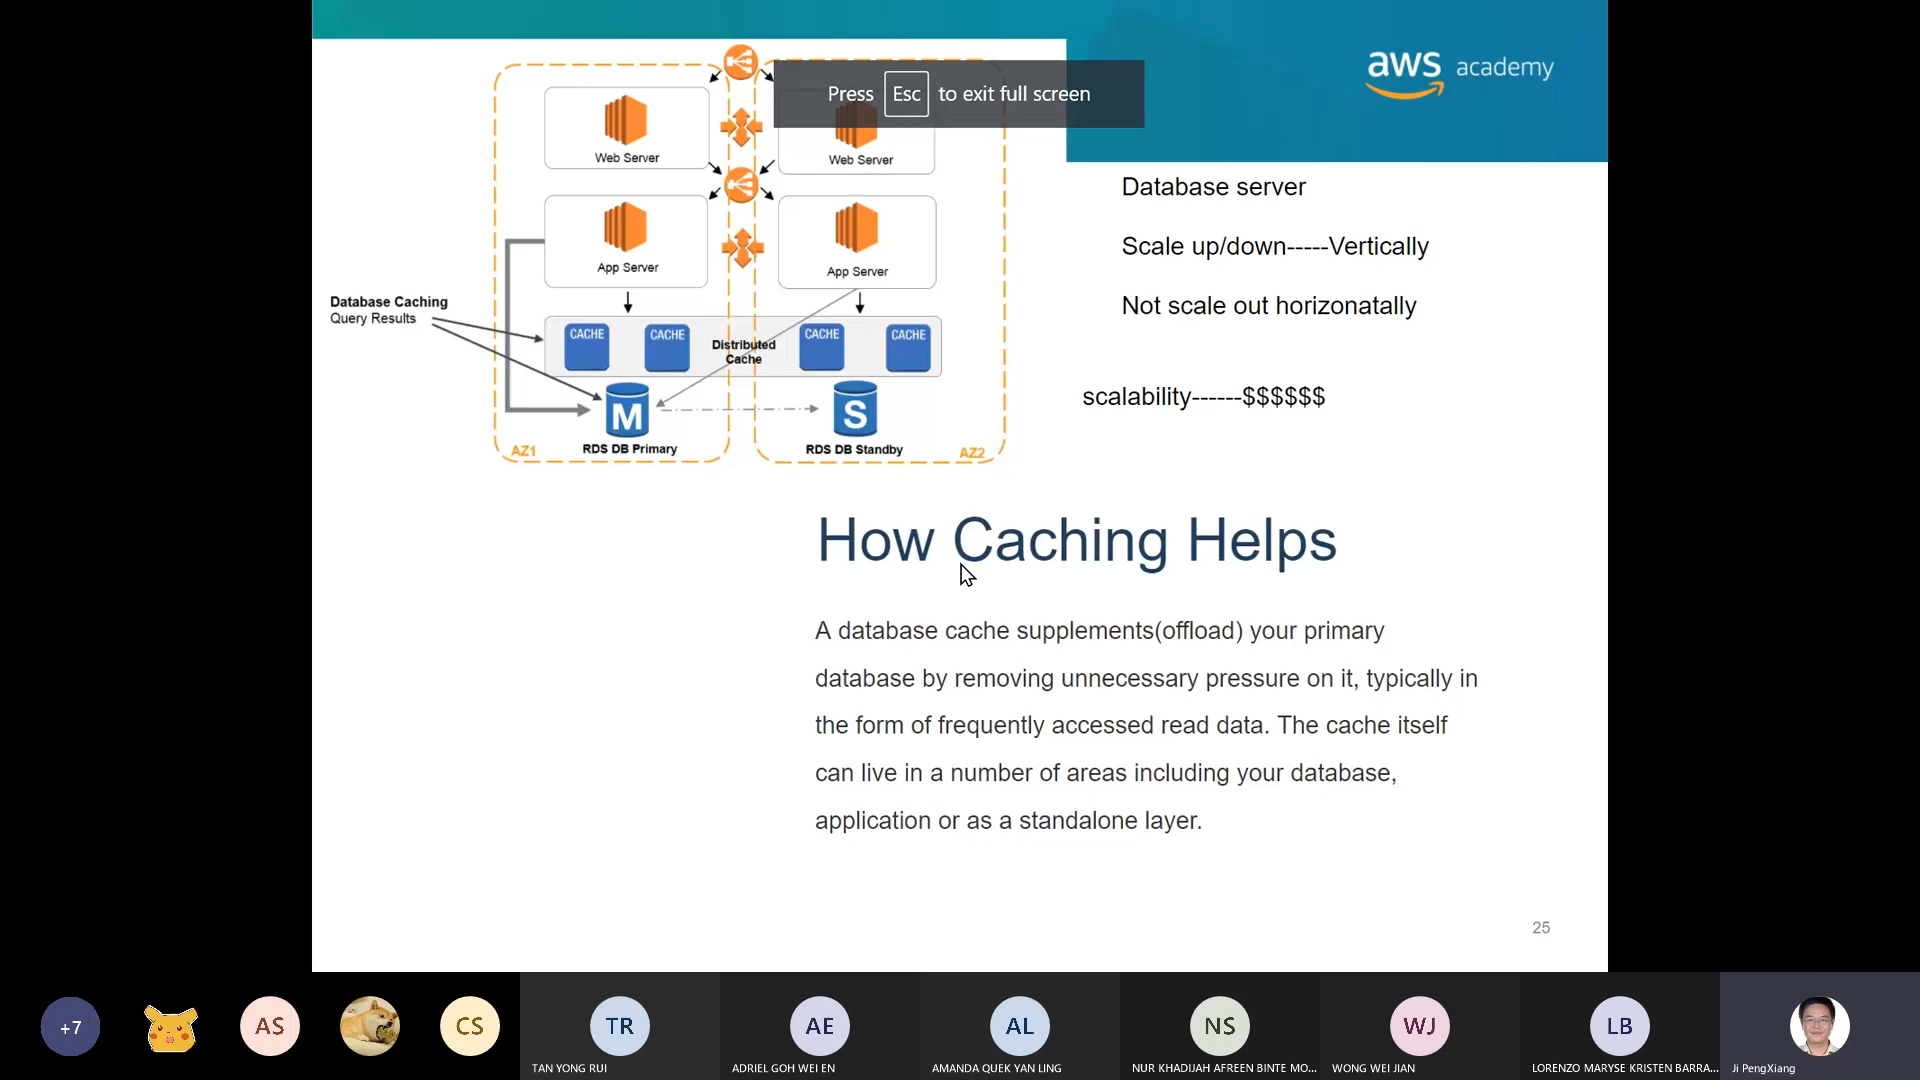 aws academy
Press Esc to exit full screen
Web Server
Web Server
App Server
App Server
Database Caching
Query Results
CACHE
CACHE
Distributed
Cache
CACHE
CACHE
M
S
RDS DB Primary
RDS DB Standby
AZ1
AZ2
Database server
Scale up/down-----Vertically
Not scale out horizonatally
scalability------$$$$$$
How Caching Helps
A database cache supplements(offload) your primary
database by removing unnecessary pressure on it, typically in
the form of frequently accessed read data. The cache itself
can live in a number of areas including your database,
application or as a standalone layer.
25
+7
AS
CS
TR
TAN YONG RUI
AE
ADRIEL GOH WEI EN
AL
AMANDA QUEK YAN LING
NS
NUR KHADIJAH AFREEN BINTE MO...
WJ
WONG WEI JIAN
LB
LORENZO MARYSE KRISTEN BARRA...
Ji PengXiang